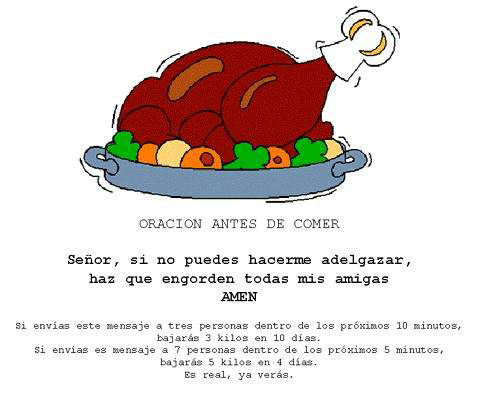 ORACION ANTES DE COMER
Señor, si no puedes hacerme adelgazar,
haz que engorden todas mis amigas
AMEN
Si envías este mensaje a tres personas dentro de los próximos 10 minutos,
bajarás 3 kilos en 10 días.
Si envías es mensaje a 7 personas dentro de los próximos 5 minutos,
bajarás 5 kilos en 4 días.
Es real, ya verás.